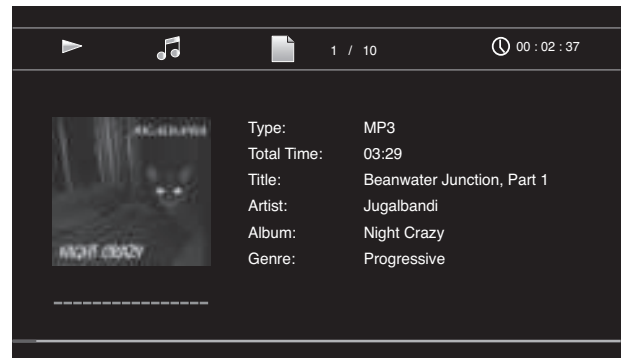 1 / 10 00 : 02 : 37
JUGALBANDI
NIGHT CRAZY
Type: MP3
Total Time: 03:29
Title: Beanwater Junction, Part 1
Artist: Jugalbandi
Album: Night Crazy
Genre: Progressive